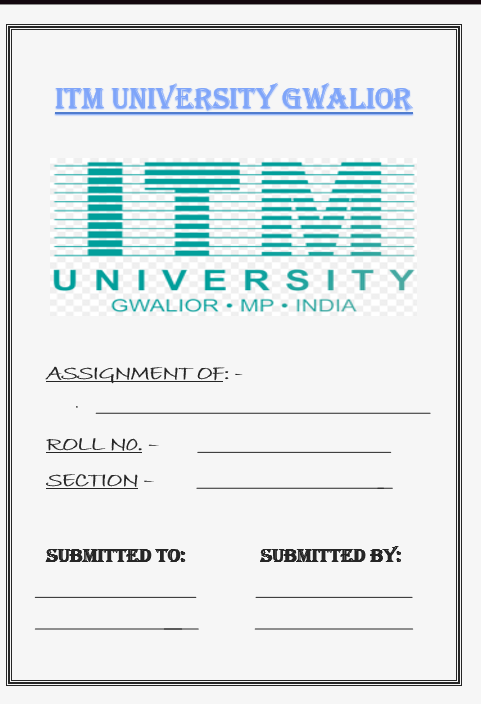 ITM UNIVERSITY GWALIOR
ITM
UNIVERSITY
GWALIOR • MP • INDIA
ASSIGNMENT OF: -
ROLL NO. -
SECTION -
SUBMITTED TO: SUBMITTED BY: